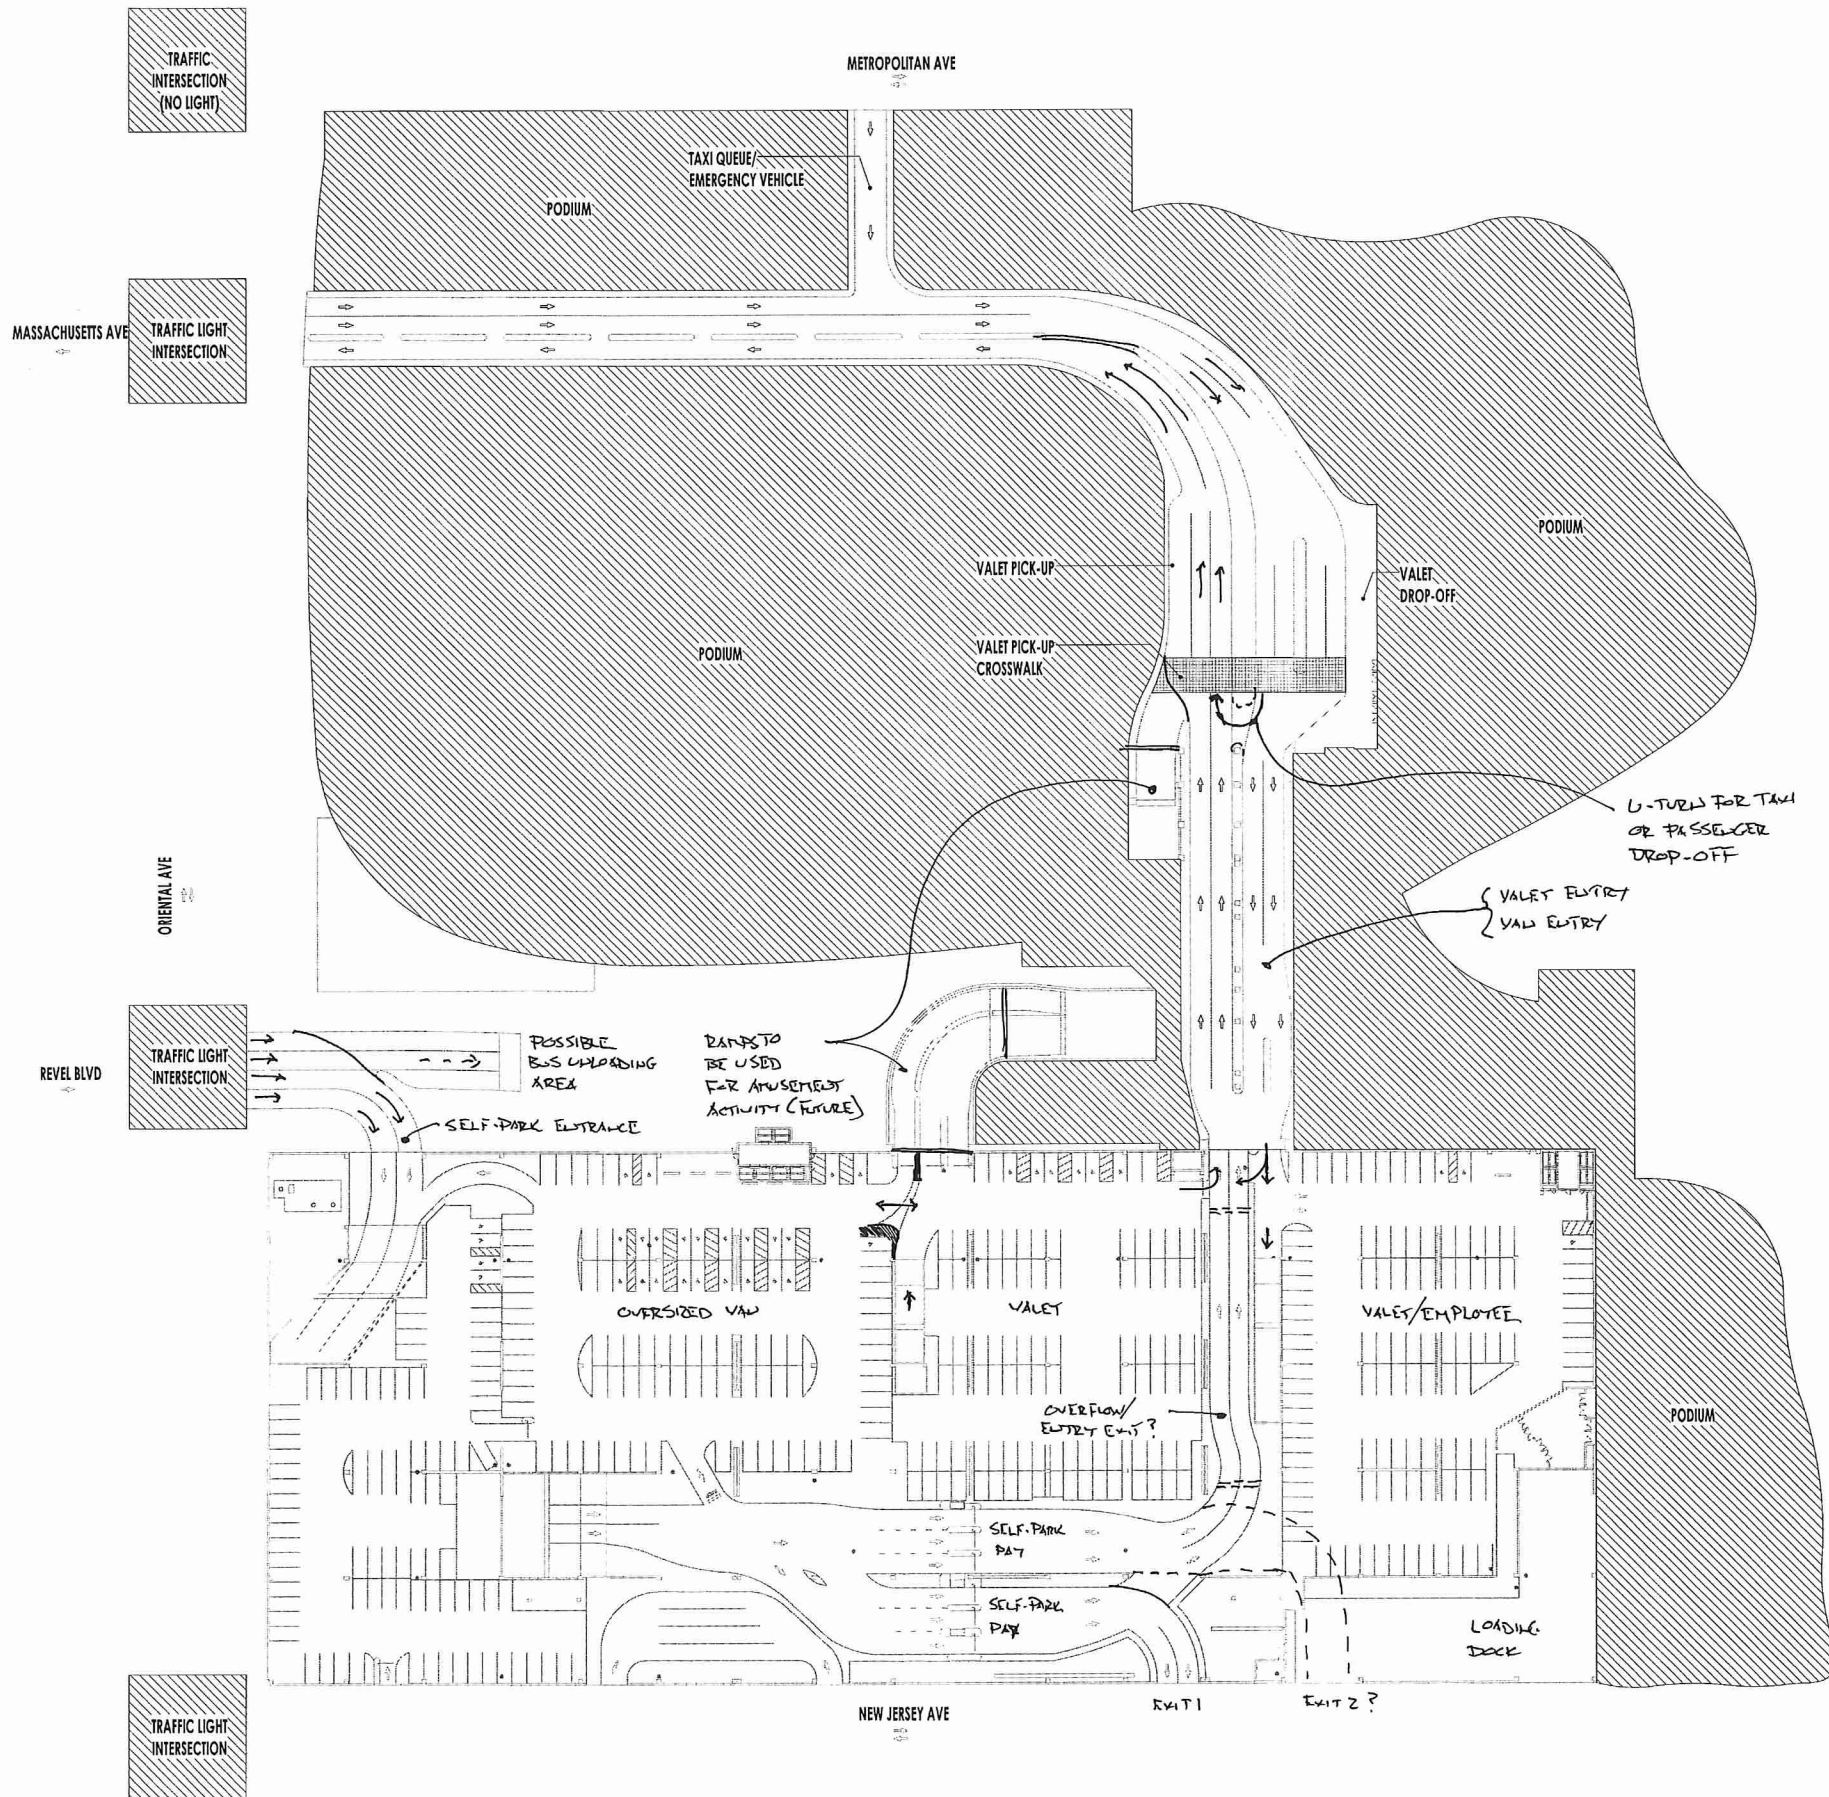 TRAFFIC
INTERSECTION
(NO LIGHT)
METROPOLITAN AVE
TAXI QUEUE/
EMERGENCY VEHICLE
PODIUM
MASSACHUSETTS AVE
TRAFFIC LIGHT
INTERSECTION
PODIUM
VALET PICK-UP
VALET
DROP-OFF
PODIUM
VALET PICK-UP
CROSSWALK
U-TURN FOR TAXI
OR PASSENGER
DROP-OFF
ORIENTAL AVE
VALET ENTRY
VAN ENTRY
REVEL BLVD
TRAFFIC LIGHT
INTERSECTION
POSSIBLE
BUS UNLOADING
AREA
RAMPS TO
BE USED
FOR AMUSEMENT
ACTIVITY (FUTURE)
SELF-PARK ENTRANCE
OVERSIZED VAN
VALET
VALET/EMPLOYEE
OVERFLOW/
ENTRY EXIT?
PODIUM
SELF-PARK
PAY
SELF-PARK
PAY
LOADING
DOCK
EXIT 1
EXIT 2?
NEW JERSEY AVE
TRAFFIC LIGHT
INTERSECTION